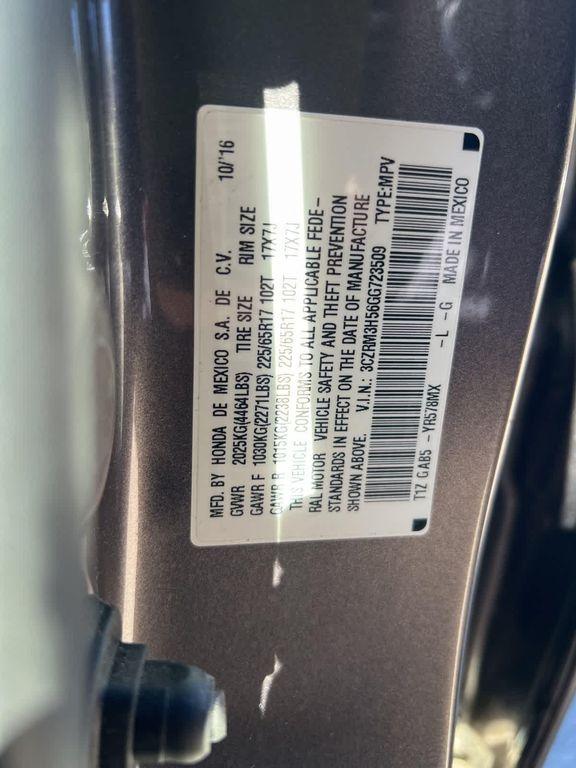 MFD. BY HONDA DE MEXICO S.A. DE C.V. 10/'16
GVWR 2025KG(4464LBS) TIRE SIZE RIM SIZE
GAWR F 1030KG(2271LBS) 225/65R17 102T 17X7J
GAWR R 1015KG(2238LBS) 225/65R17 102T 17X7J
THIS VEHICLE CONFORMS TO ALL APPLICABLE FEDE-
RAL MOTOR VEHICLE SAFETY AND THEFT PREVENTION
STANDARDS IN EFFECT ON THE DATE OF MANUFACTURE
SHOWN ABOVE. V.I.N.: 3CZRM3H56GG723509 TYPE:MPV
T1Z GAB5 -YR578MX -L -G MADE IN MEXICO